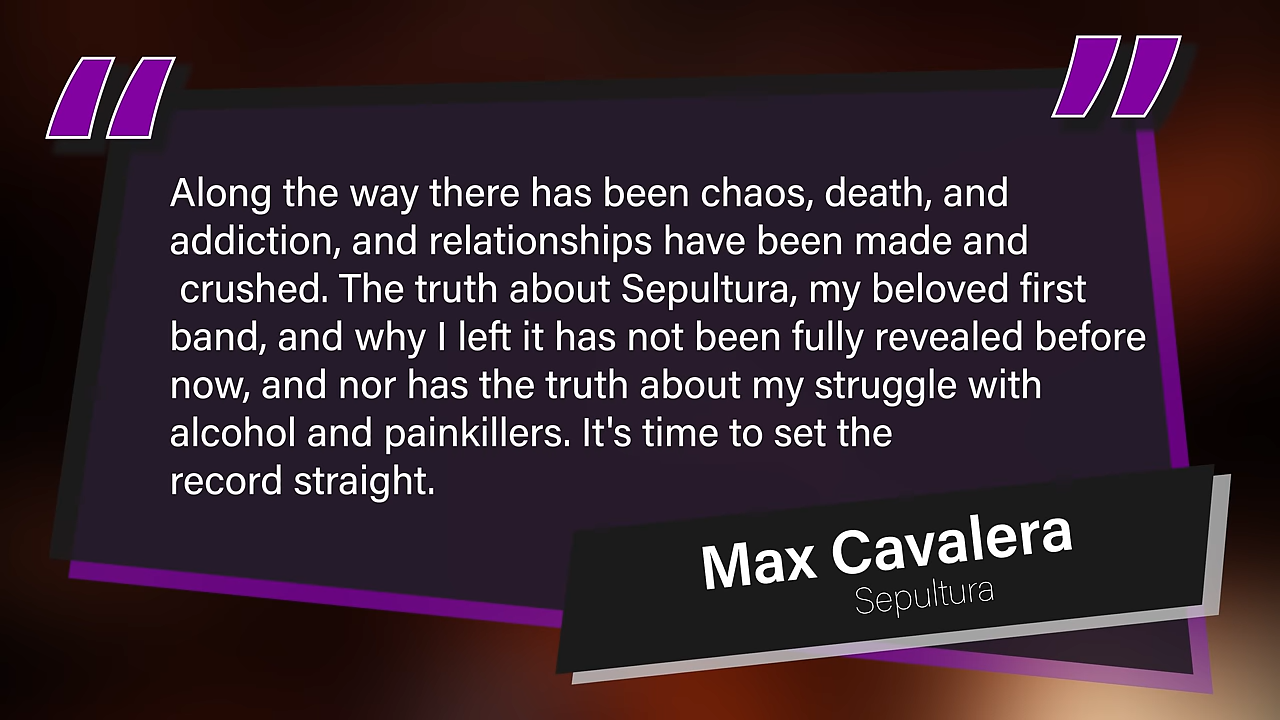 Along the way there has been chaos, death, and
addiction, and relationships have been made and
crushed. The truth about Sepultura, my beloved first
band, and why I left it has not been fully revealed before
now, and nor has the truth about my struggle with
alcohol and painkillers. It's time to set the
record straight.
Max Cavalera
Sepultura